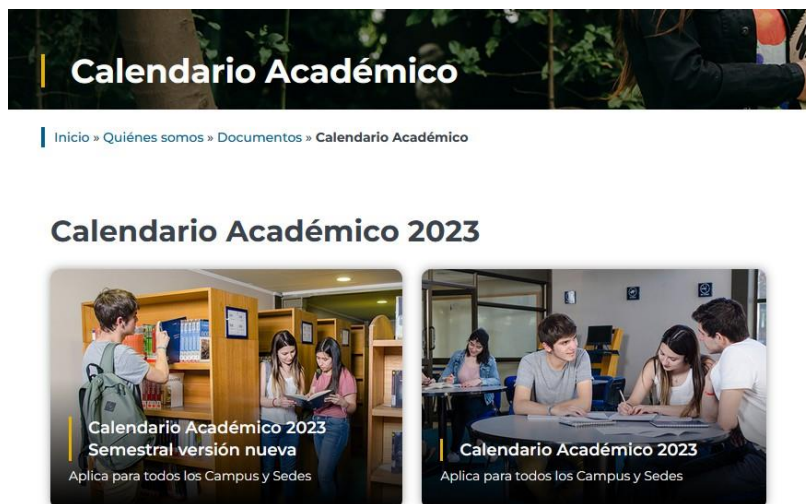 Calendario Académico
Inicio » Quiénes somos » Documentos » Calendario Académico
Calendario Académico 2023
Calendario Académico 2023
Semestral versión nueva
Aplica para todos los Campus y Sedes
Calendario Académico 2023
Aplica para todos los Campus y Sedes